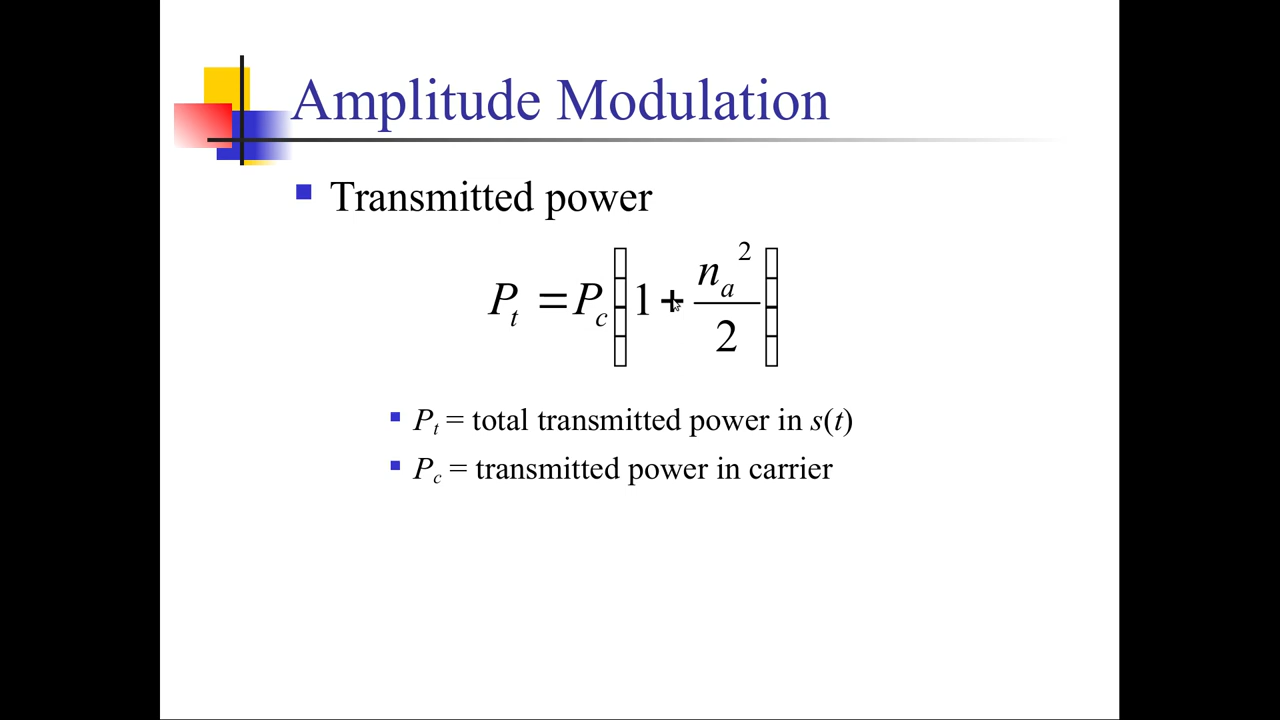 Amplitude Modulation
Transmitted power
P_t = P_c [1 + n_a^2/2]
P_t = total transmitted power in s(t)
P_c = transmitted power in carrier